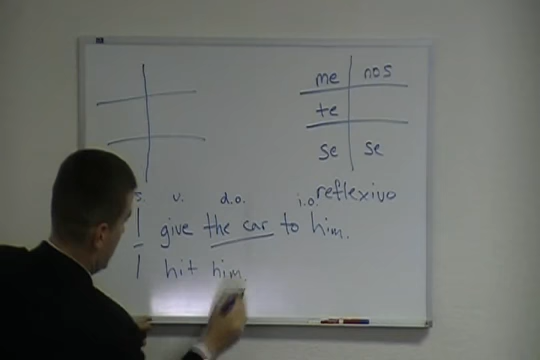 me nos
te
se se
reflexivo
s. v. d.o. i.o.
I give the car to him.
I hit him.